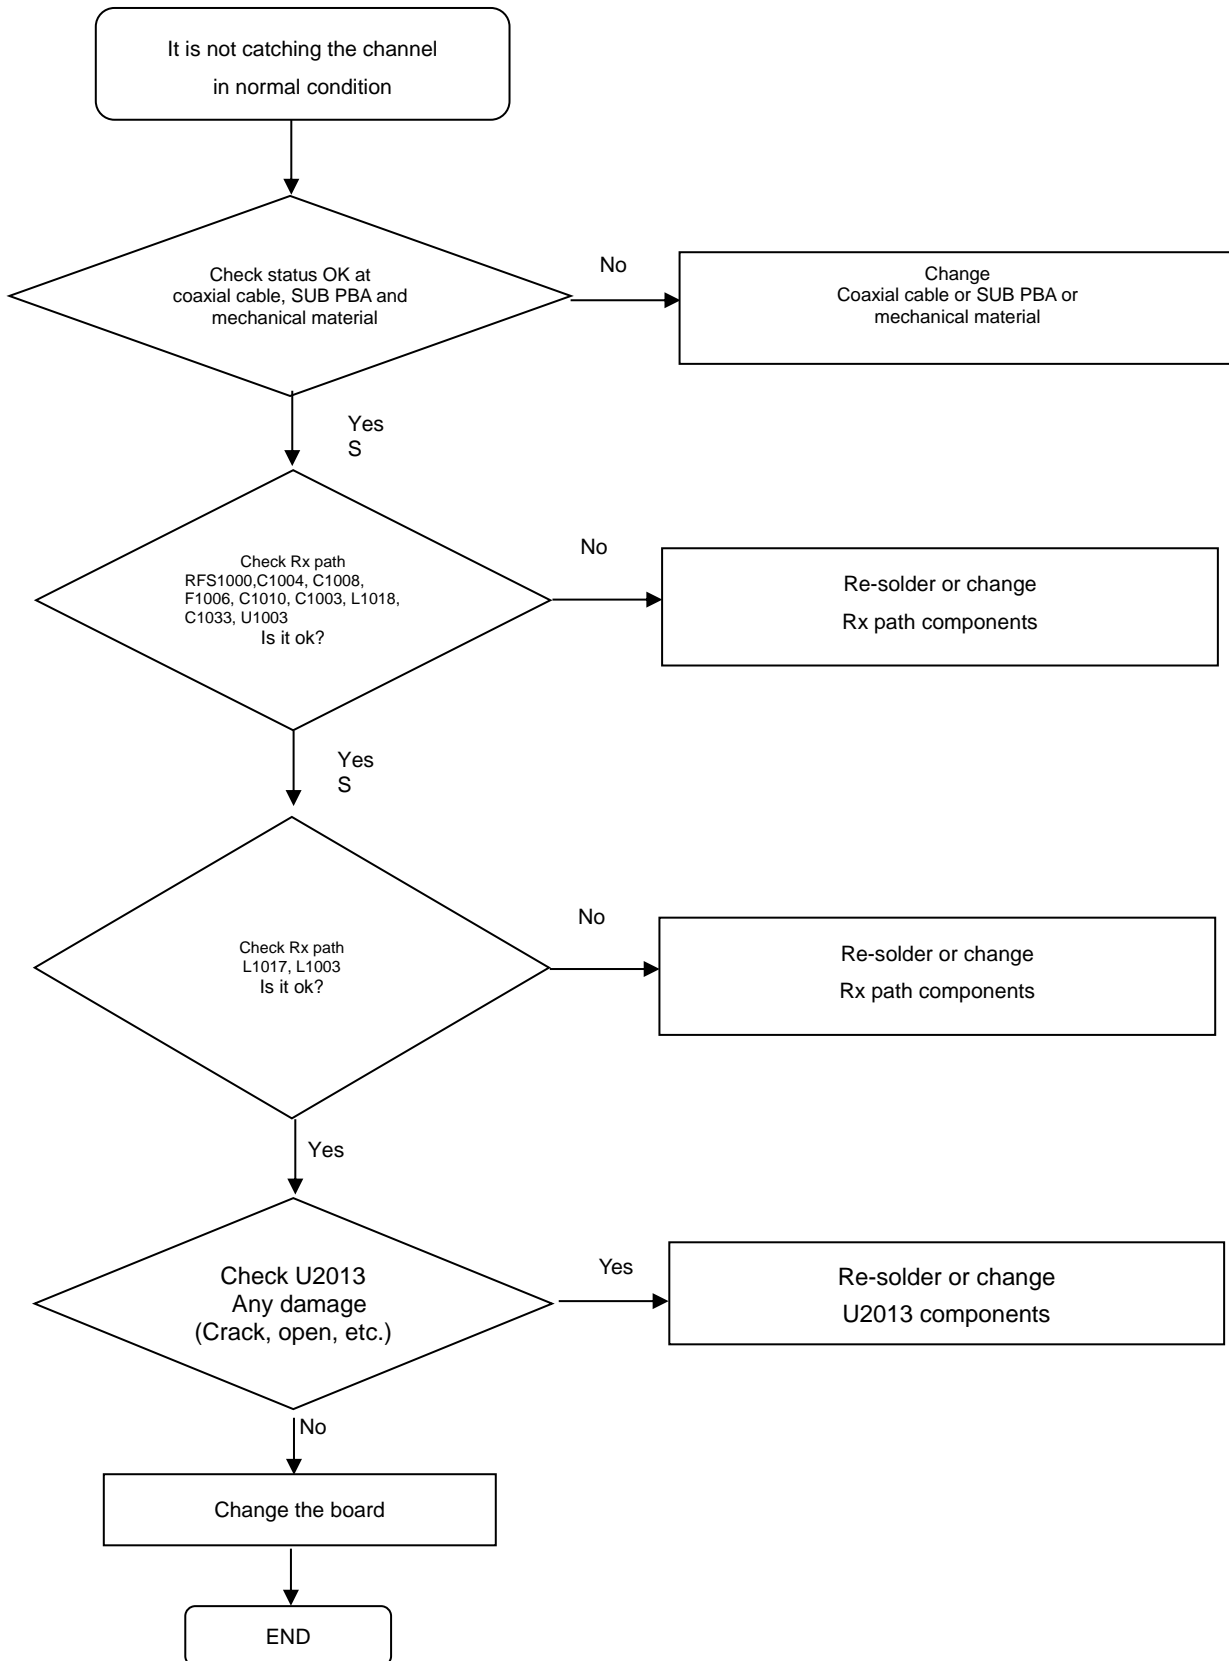 It is not catching the channel
in normal condition
Check status OK at
coaxial cable, SUB PBA and
mechanical material
No
Change
Coaxial cable or SUB PBA or
mechanical material
Yes
S
Check Rx path
RFS1000,C1004, C1008,
F1006, C1010, C1003, L1018,
C1033, U1003
Is it ok?
No
Re-solder or change
Rx path components
Yes
S
Check Rx path
L1017, L1003
Is it ok?
No
Re-solder or change
Rx path components
Yes
Check U2013
Any damage
(Crack, open, etc.)
Yes
Re-solder or change
U2013 components
No
Change the board
END